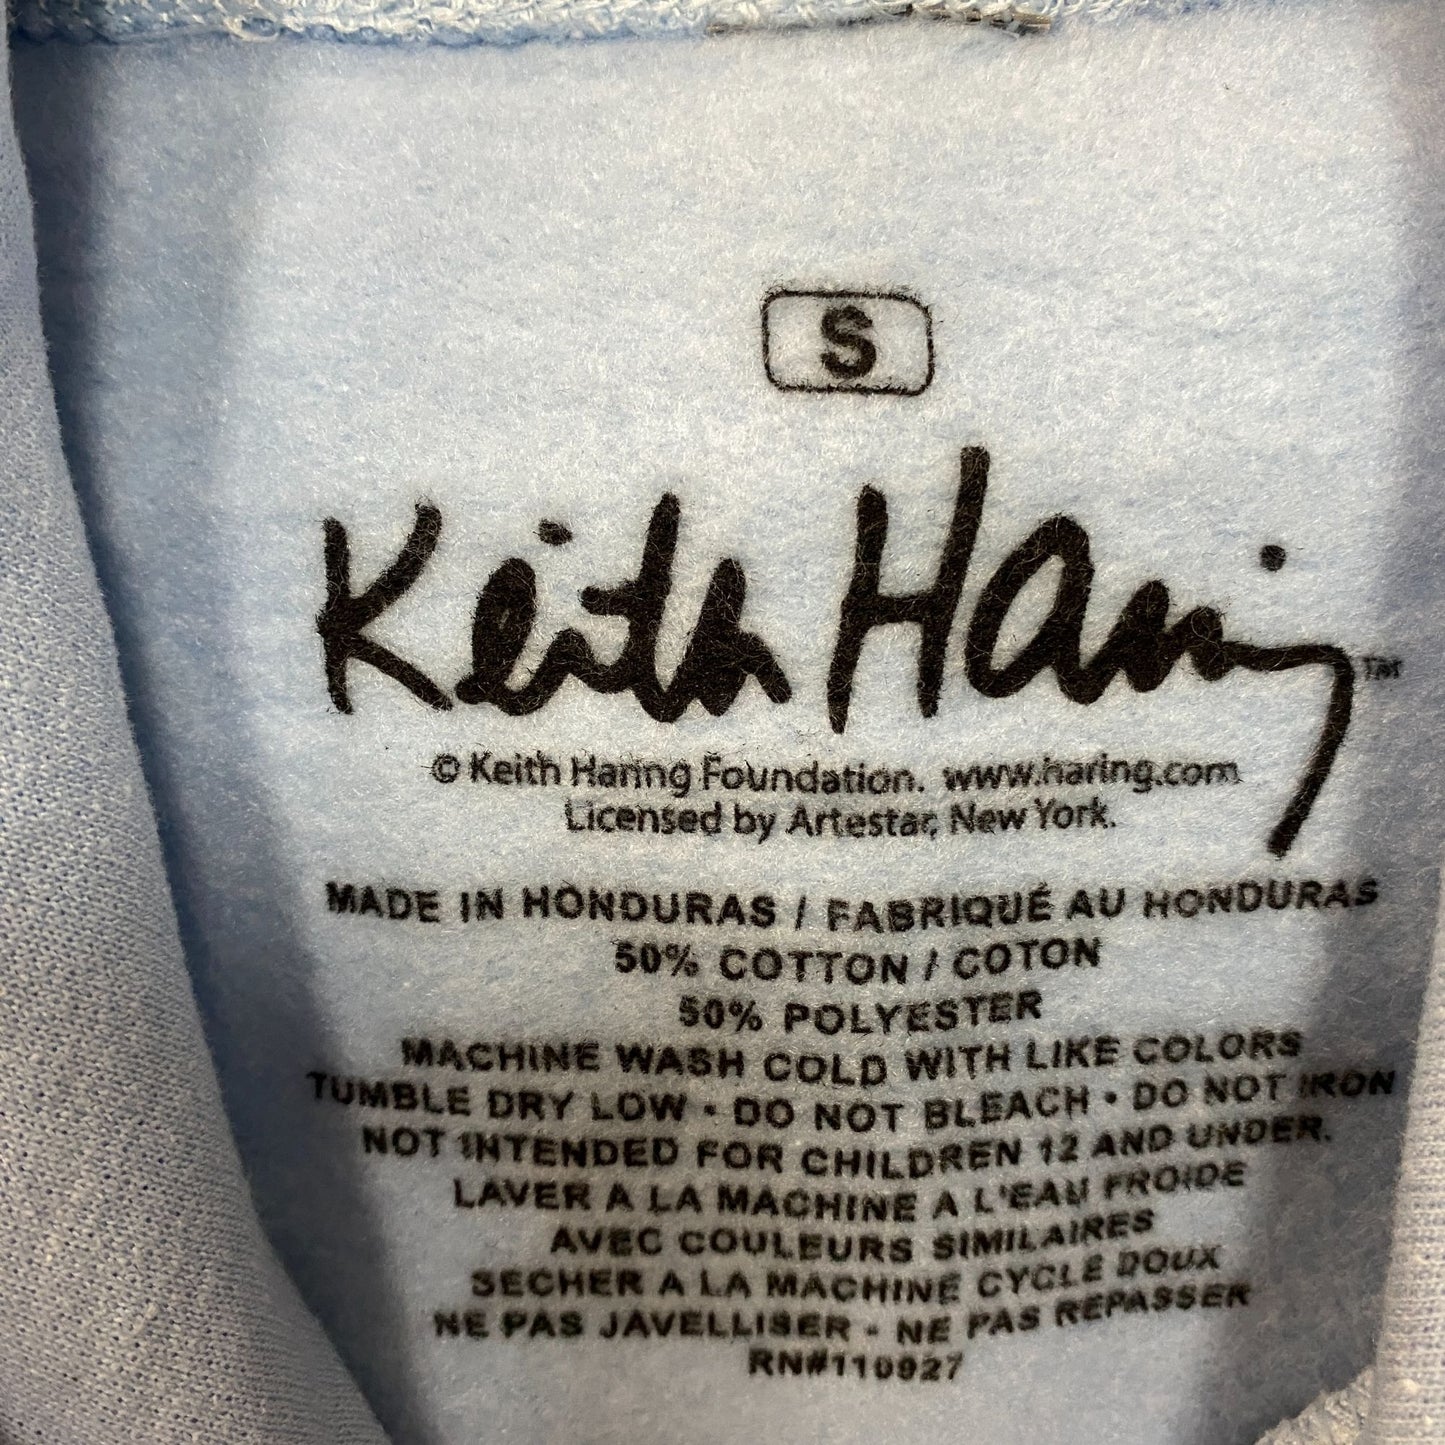 S
Keith Haring™
© Keith Haring Foundation. www.haring.com
Licensed by Artestar, New York.
MADE IN HONDURAS / FABRIQUÉ AU HONDURAS
50% COTTON / COTON
50% POLYESTER
MACHINE WASH COLD WITH LIKE COLORS
TUMBLE DRY LOW • DO NOT BLEACH • DO NOT IRON
NOT INTENDED FOR CHILDREN 12 AND UNDER.
LAVER A LA MACHINE A L'EAU FROIDE
AVEC COULEURS SIMILAIRES
SECHER A LA MACHINE CYCLE DOUX
NE PAS JAVELLISER - NE PAS REPASSER
RN#110927